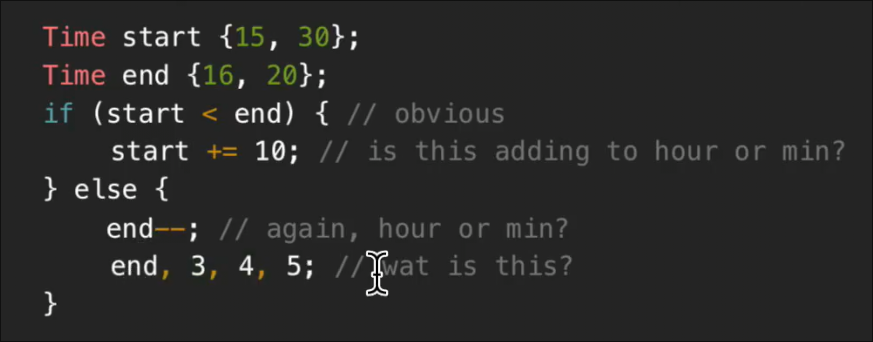 Time start {15, 30};
Time end {16, 20};
if (start < end) { // obvious
start += 10; // is this adding to hour or min?
} else {
end--; // again, hour or min?
end, 3, 4, 5; // wat is this?
}